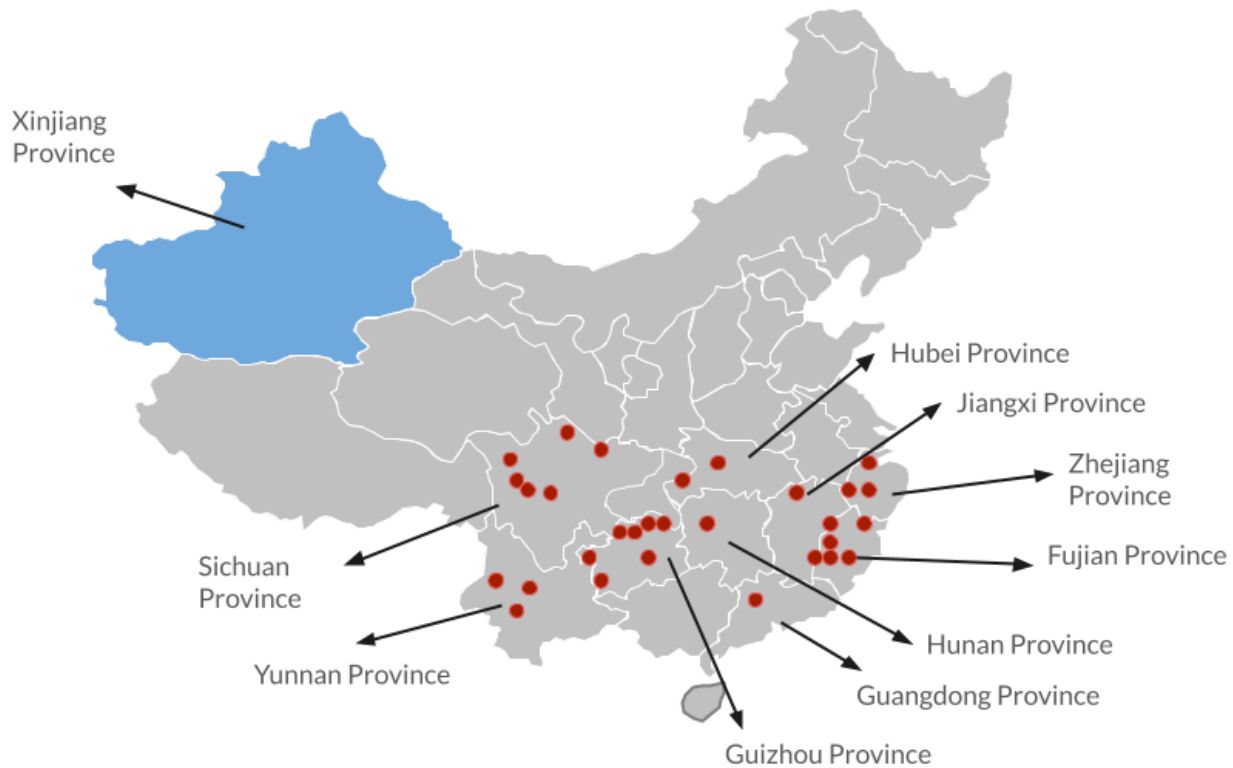 Xinjiang
Province
Hubei Province
Jiangxi Province
Zhejiang
Province
Fujian Province
Sichuan
Province
Hunan Province
Yunnan Province
Guangdong Province
Guizhou Province